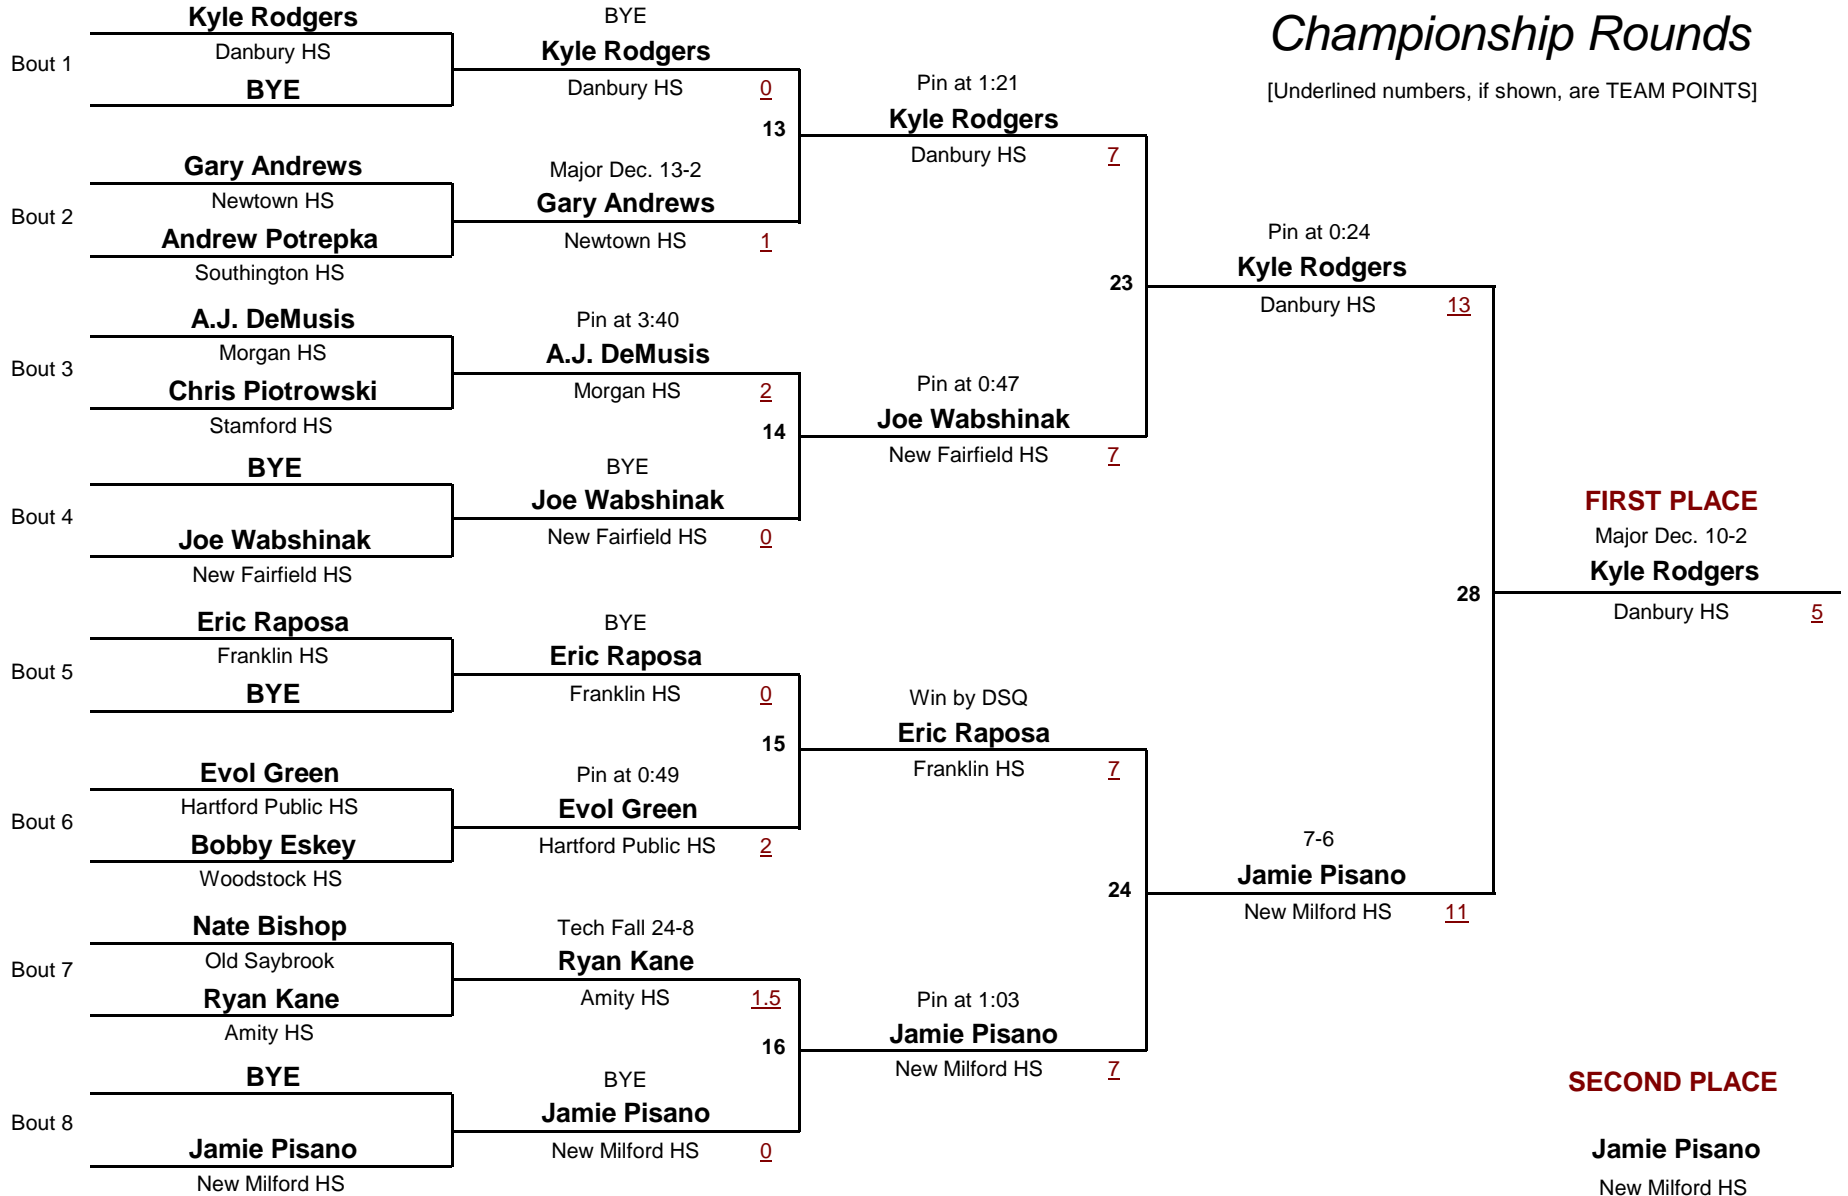 Championship Rounds
[Underlined numbers, if shown, are TEAM POINTS]
Bout 1
Kyle Rodgers
Danbury HS
BYE
Bout 2
Gary Andrews
Newtown HS
Andrew Potrepka
Southington HS
Bout 3
A.J. DeMusis
Morgan HS
Chris Piotrowski
Stamford HS
Bout 4
BYE
Joe Wabshinak
New Fairfield HS
Bout 5
Eric Raposa
Franklin HS
BYE
Bout 6
Evol Green
Hartford Public HS
Bobby Eskey
Woodstock HS
Bout 7
Nate Bishop
Old Saybrook
Ryan Kane
Amity HS
Bout 8
BYE
Jamie Pisano
New Milford HS
BYE
Kyle Rodgers
Danbury HS 0
13
Major Dec. 13-2
Gary Andrews
Newtown HS 1
Pin at 3:40
A.J. DeMusis
Morgan HS 2
14
BYE
Joe Wabshinak
New Fairfield HS 0
BYE
Eric Raposa
Franklin HS 0
15
Pin at 0:49
Evol Green
Hartford Public HS 2
Tech Fall 24-8
Ryan Kane
Amity HS 1.5
16
BYE
Jamie Pisano
New Milford HS 0
Pin at 1:21
Kyle Rodgers
Danbury HS 7
23
Pin at 0:47
Joe Wabshinak
New Fairfield HS 7
Win by DSQ
Eric Raposa
Franklin HS 7
24
Pin at 1:03
Jamie Pisano
New Milford HS 7
Pin at 0:24
Kyle Rodgers
Danbury HS 13
28
7-6
Jamie Pisano
New Milford HS 11
FIRST PLACE
Major Dec. 10-2
Kyle Rodgers
Danbury HS 5
SECOND PLACE
Jamie Pisano
New Milford HS